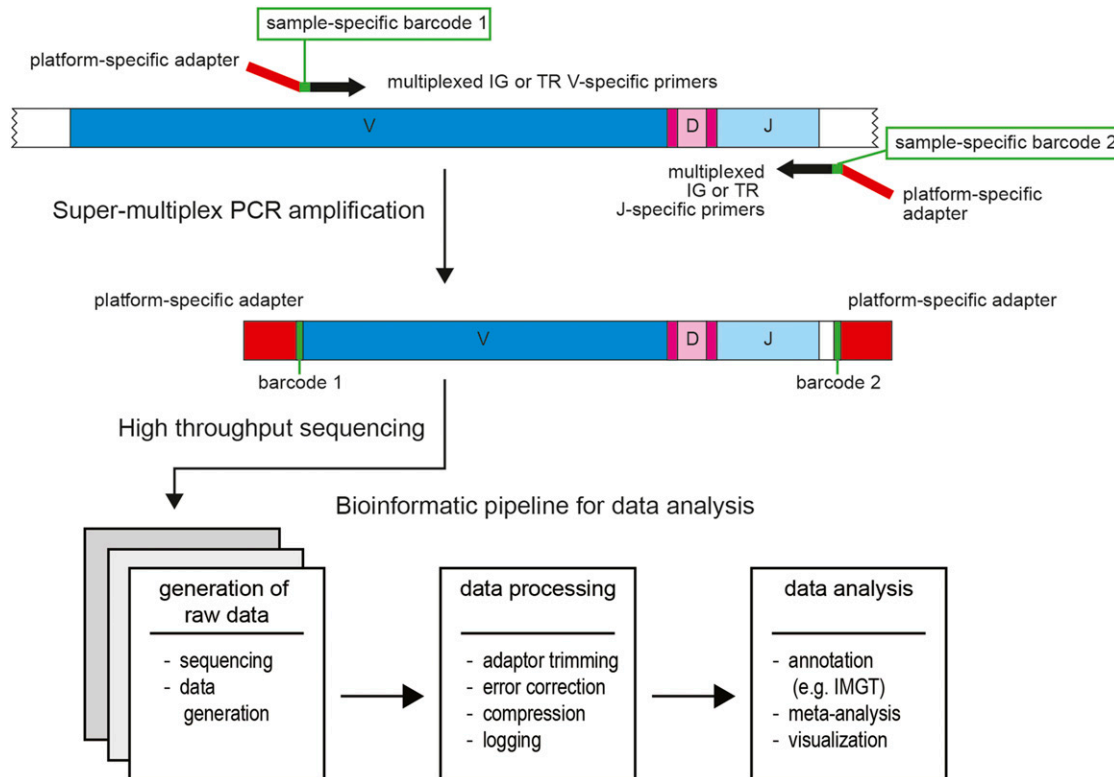 sample-specific barcode 1
platform-specific adapter
multiplexed IG or TR V-specific primers
V
D
J
sample-specific barcode 2
multiplexed
IG or TR
J-specific primers
platform-specific
adapter
Super-multiplex PCR amplification
platform-specific adapter
platform-specific adapter
V
D
J
barcode 1
barcode 2
High throughput sequencing
Bioinformatic pipeline for data analysis
generation of
raw data
- sequencing
- data
generation
data processing
- adaptor trimming
- error correction
- compression
- logging
data analysis
- annotation
(e.g. IMGT)
- meta-analysis
- visualization